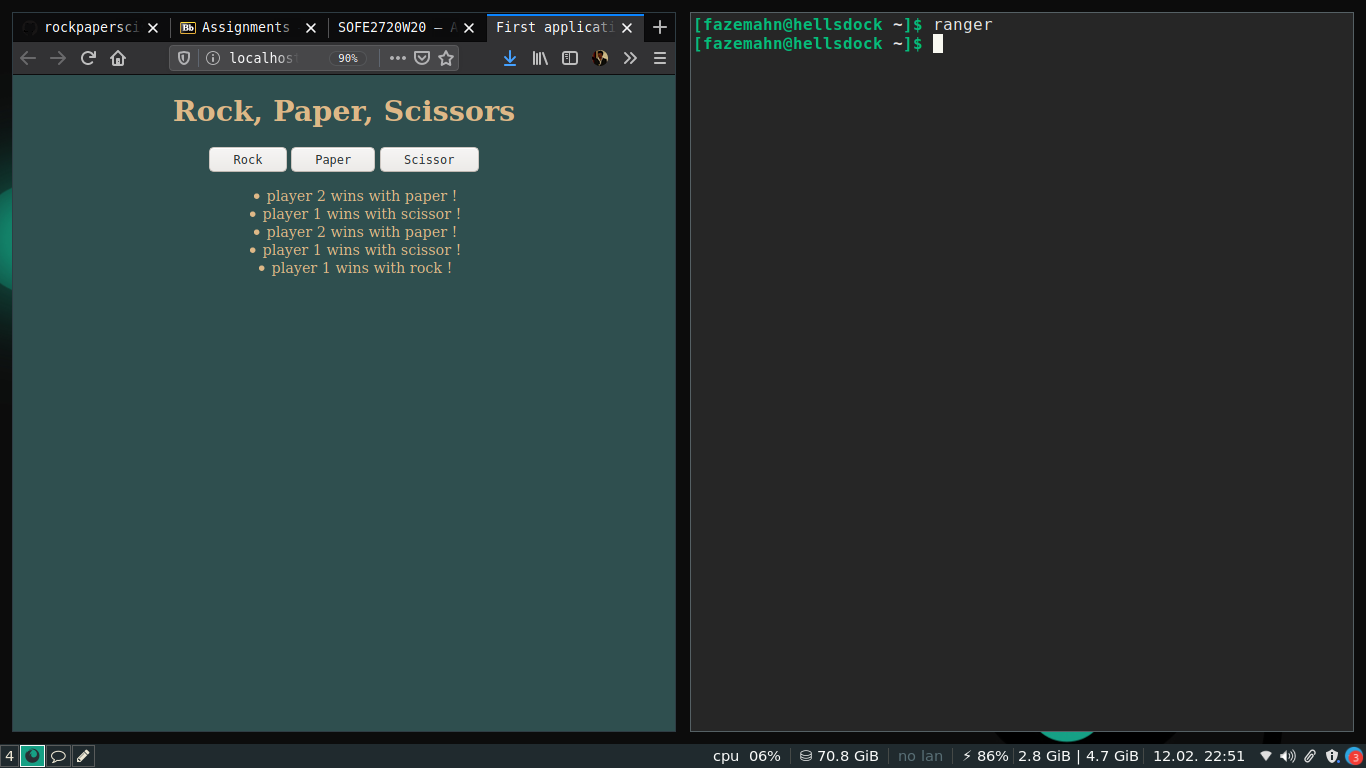 rockpapersci
Bb Assignments
SOFE2720W20 —
First applicati
localhost
90%
Rock, Paper, Scissors
Rock Paper Scissor
player 2 wins with paper !
player 1 wins with scissor !
player 2 wins with paper !
player 1 wins with scissor !
player 1 wins with rock !
[fazemahn@hellsdock ~]$ ranger
[fazemahn@hellsdock ~]$
4
cpu 06% | 70.8 GiB | no lan | ⚡ 86% | 2.8 GiB | 4.7 GiB | 12.02. 22:51
3